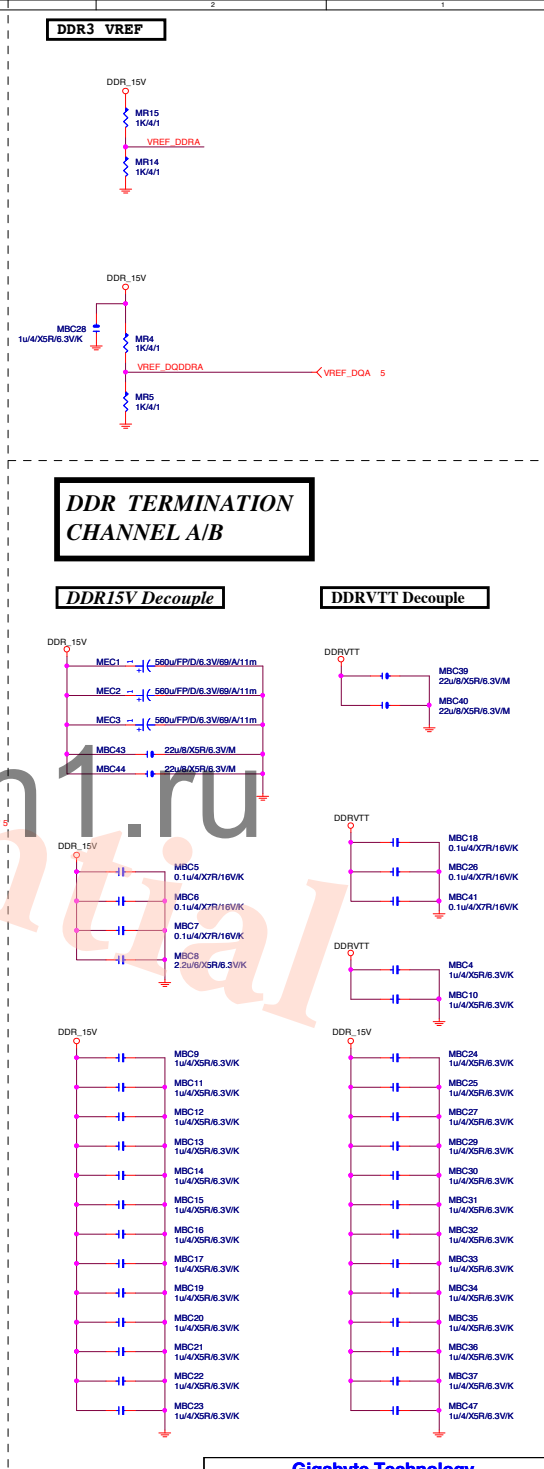 2
1
DDR3 VREF
DDR_15V
MR15
1K/4/1
VREF_DDRA
MR14
1K/4/1
DDR_15V
MBC28
1u/4/X5R/6.3V/K
MR4
1K/4/1
VREF_DQDDRA
VREF_DQA 5
MR5
1K/4/1
DDR TERMINATION
CHANNEL A/B
DDR15V Decouple
DDRVTT Decouple
DDR_15V
MEC1 1 + 560u/FP/D/6.3V/69/A/11m
MEC2 1 + 560u/FP/D/6.3V/69/A/11m
MEC3 1 + 560u/FP/D/6.3V/69/A/11m
MBC43 22u/8/X5R/6.3V/M
MBC44 22u/8/X5R/6.3V/M
DDRVTT
MBC39
22u/8/X5R/6.3V/M
MBC40
22u/8/X5R/6.3V/M
n1.ru
5
ntial
DDR_15V
MBC5
0.1u/4/X7R/16V/K
MBC6
0.1u/4/X7R/16V/K
MBC7
0.1u/4/X7R/16V/K
MBC8
2.2u/6/X5R/6.3V/K
DDRVTT
MBC18
0.1u/4/X7R/16V/K
MBC26
0.1u/4/X7R/16V/K
MBC41
0.1u/4/X7R/16V/K
DDRVTT
MBC4
1u/4/X5R/6.3V/K
MBC10
1u/4/X5R/6.3V/K
DDR_15V
MBC9
1u/4/X5R/6.3V/K
MBC11
1u/4/X5R/6.3V/K
MBC12
1u/4/X5R/6.3V/K
MBC13
1u/4/X5R/6.3V/K
MBC14
1u/4/X5R/6.3V/K
MBC15
1u/4/X5R/6.3V/K
MBC16
1u/4/X5R/6.3V/K
MBC17
1u/4/X5R/6.3V/K
MBC19
1u/4/X5R/6.3V/K
MBC20
1u/4/X5R/6.3V/K
MBC21
1u/4/X5R/6.3V/K
MBC22
1u/4/X5R/6.3V/K
MBC23
1u/4/X5R/6.3V/K
DDR_15V
MBC24
1u/4/X5R/6.3V/K
MBC25
1u/4/X5R/6.3V/K
MBC27
1u/4/X5R/6.3V/K
MBC29
1u/4/X5R/6.3V/K
MBC30
1u/4/X5R/6.3V/K
MBC31
1u/4/X5R/6.3V/K
MBC32
1u/4/X5R/6.3V/K
MBC33
1u/4/X5R/6.3V/K
MBC34
1u/4/X5R/6.3V/K
MBC35
1u/4/X5R/6.3V/K
MBC36
1u/4/X5R/6.3V/K
MBC37
1u/4/X5R/6.3V/K
MBC47
1u/4/X5R/6.3V/K
Gigabyte Technology